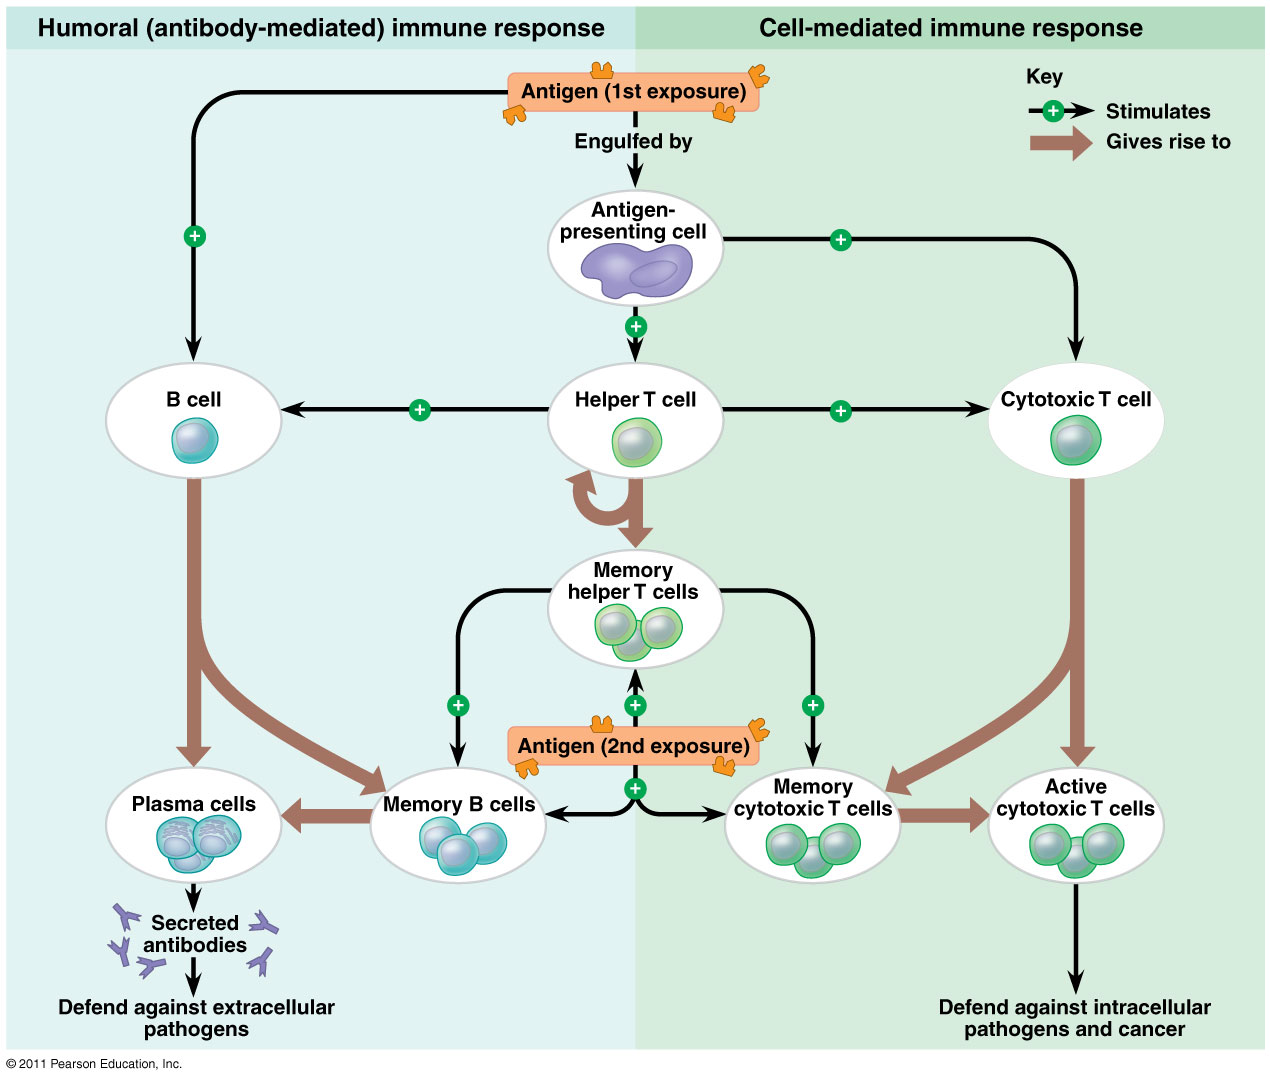 Humoral (antibody-mediated) immune response
Cell-mediated immune response
Antigen (1st exposure)
Key
Stimulates
Gives rise to
Engulfed by
Antigen-
presenting cell
B cell
Helper T cell
Cytotoxic T cell
Memory
helper T cells
Antigen (2nd exposure)
Plasma cells
Memory B cells
Memory
cytotoxic T cells
Active
cytotoxic T cells
Secreted
antibodies
Defend against extracellular
pathogens
Defend against intracellular
pathogens and cancer
© 2011 Pearson Education, Inc.